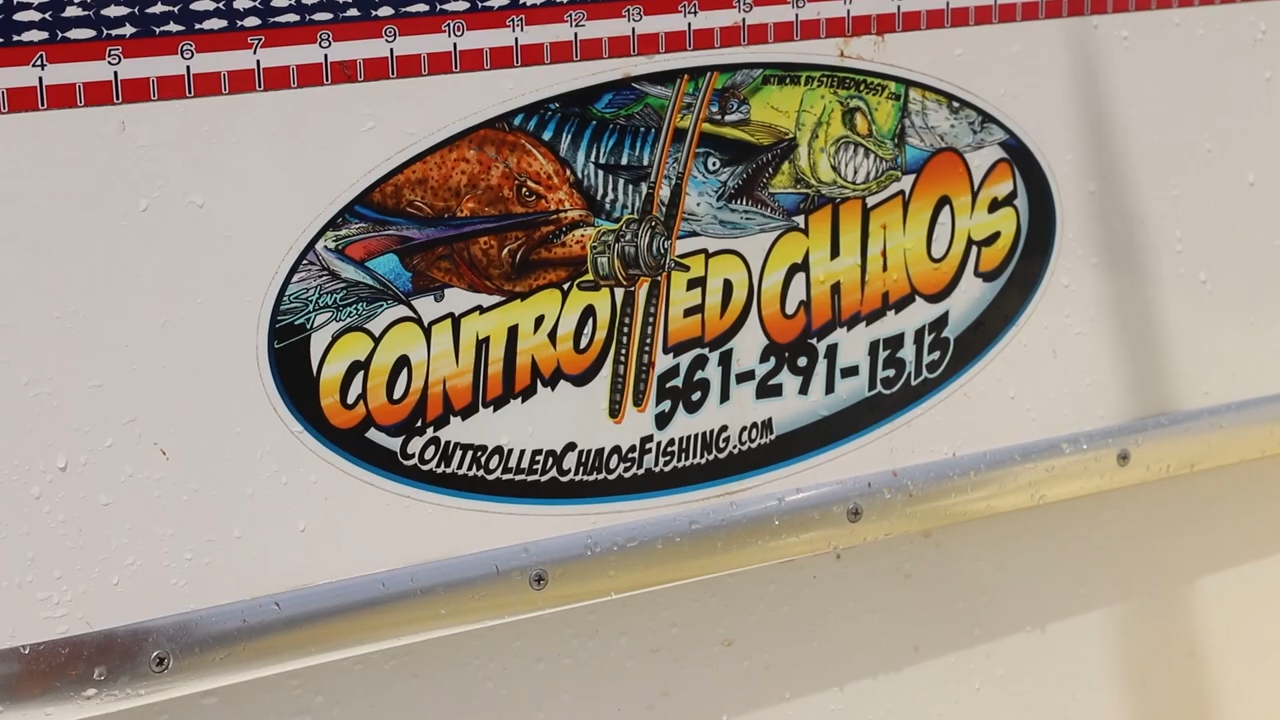 4 5 6 7 8 9 10 11 12 13 14 15 16
ARTWORK BY STEVEDIOSSY.com
Steve
Diossy
CONTROLLED CHAOS
561-291-1313
CONTROLLEDCHAOSFISHING.COM